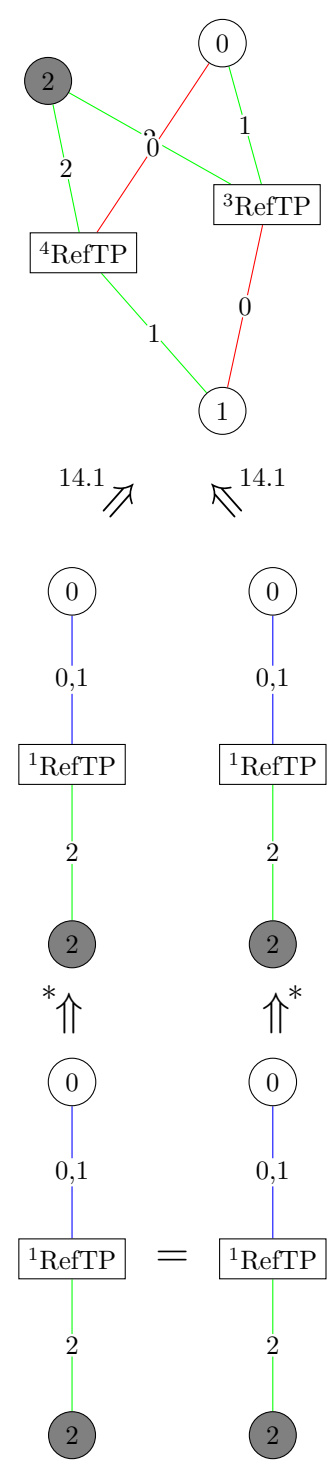 0
2
1
2
2
0
³RefTP
⁴RefTP
0
1
1
14.1 ⇗ ⇖ 14.1
0 0
0,1 0,1
¹RefTP ¹RefTP
2 2
2 2
* ⇑ ⇑ *
0 0
0,1 0,1
¹RefTP = ¹RefTP
2 2
2 2